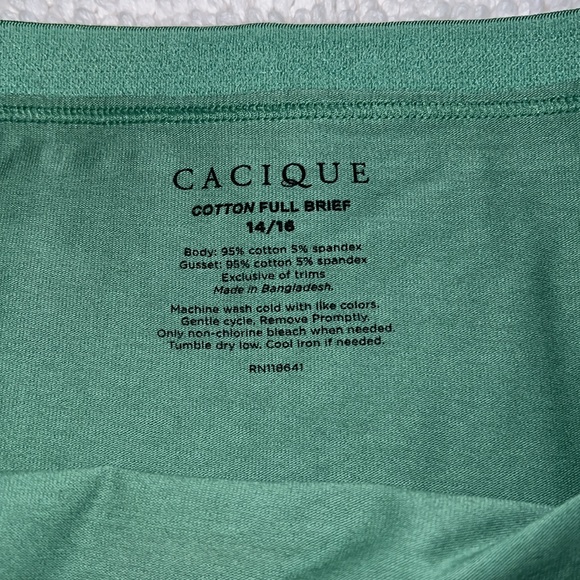 CACIQUE
COTTON FULL BRIEF
14/16
Body: 95% cotton 5% spandex
Gusset: 95% cotton 5% spandex
Exclusive of trims
Made in Bangladesh.
Machine wash cold with like colors.
Gentle cycle, Remove Promptly.
Only non-chlorine bleach when needed.
Tumble dry low. Cool iron if needed.
RN118641